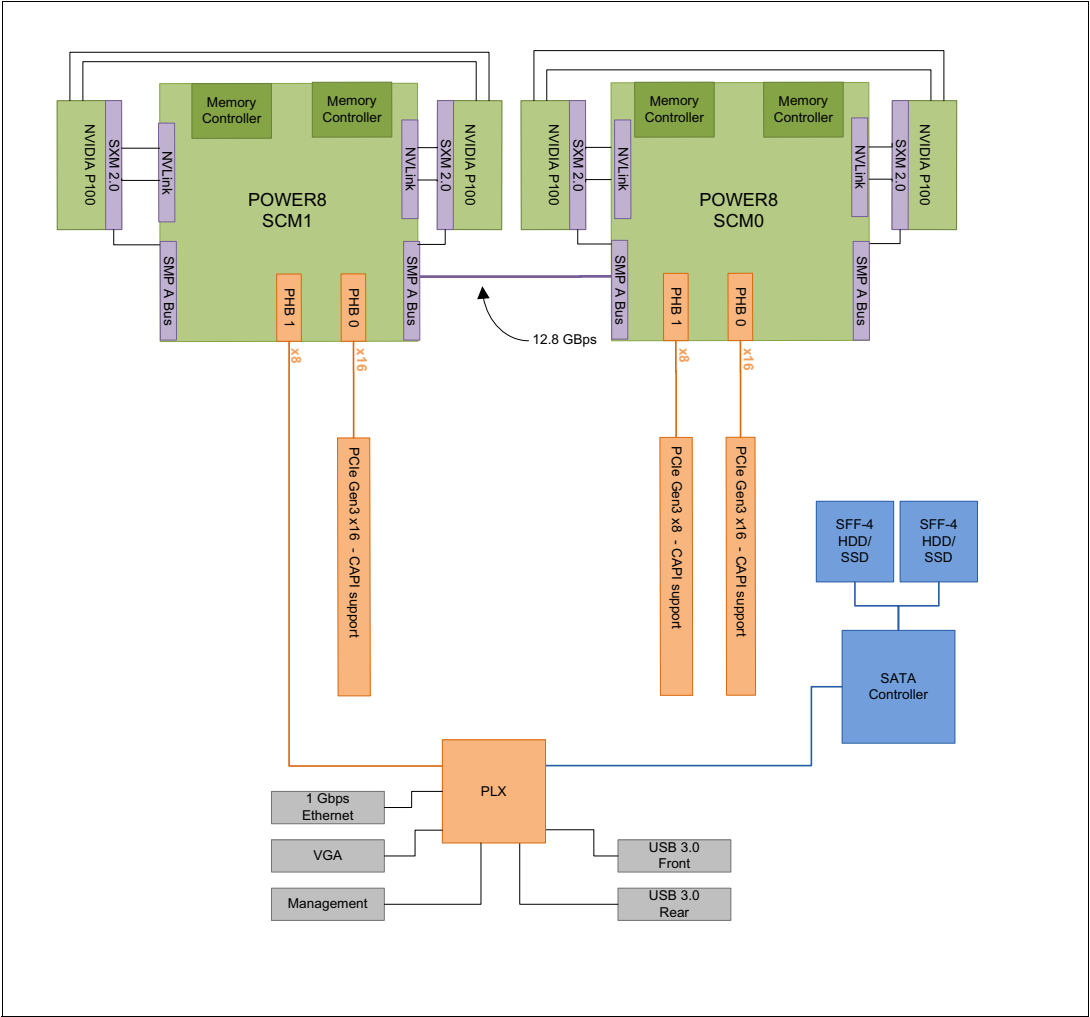 Memory
Controller
Memory
Controller
NVIDIA P100
SXM 2.0
NVLink
POWER8
SCM1
NVLink
SXM 2.0
NVIDIA P100
SMP A Bus
PHB 1
PHB 0
SMP A Bus
x8
x16
Memory
Controller
Memory
Controller
NVIDIA P100
SXM 2.0
NVLink
POWER8
SCM0
NVLink
SXM 2.0
NVIDIA P100
SMP A Bus
PHB 1
PHB 0
SMP A Bus
x8
x16
12.8 GBps
PCIe Gen3 x16 - CAPI support
PCIe Gen3 x8 - CAPI support
PCIe Gen3 x16 - CAPI support
SFF-4
HDD/
SSD
SFF-4
HDD/
SSD
SATA
Controller
PLX
1 Gbps
Ethernet
VGA
Management
USB 3.0
Front
USB 3.0
Rear